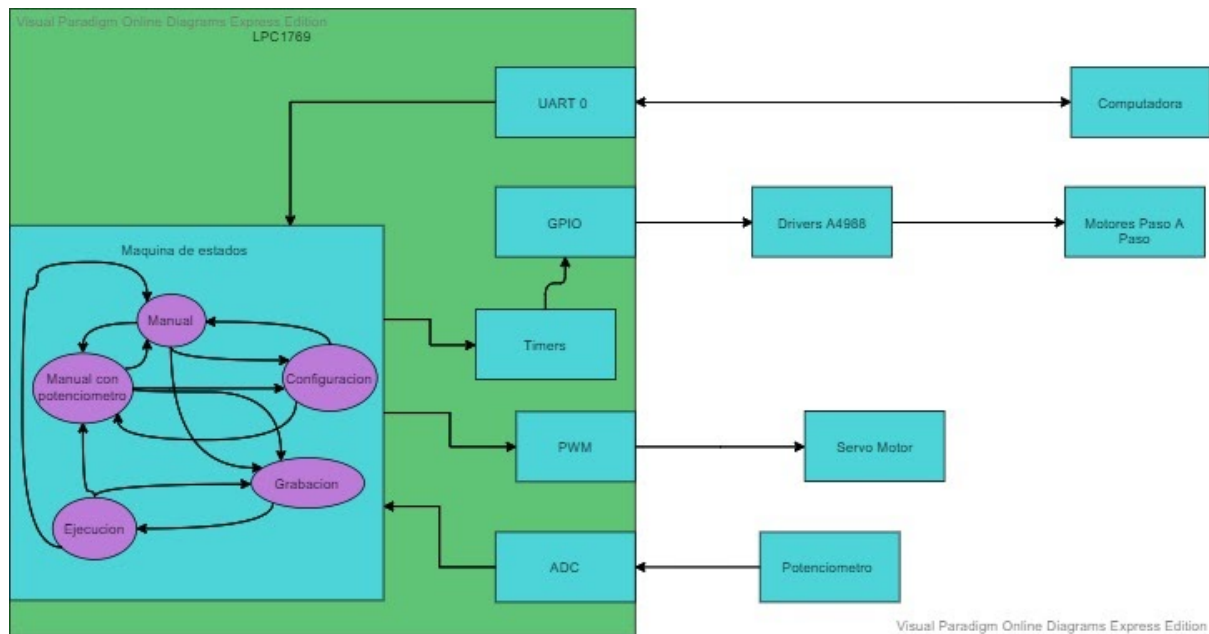 Visual Paradigm Online Diagrams Express Edition
LPC1769
UART 0
Computadora
GPIO
Drivers A4988
Motores Paso A
Paso
Maquina de estados
Manual
Timers
Manual con
potenciometro
Configuracion
PWM
Servo Motor
Grabacion
Ejecucion
ADC
Potenciometro
Visual Paradigm Online Diagrams Express Edition